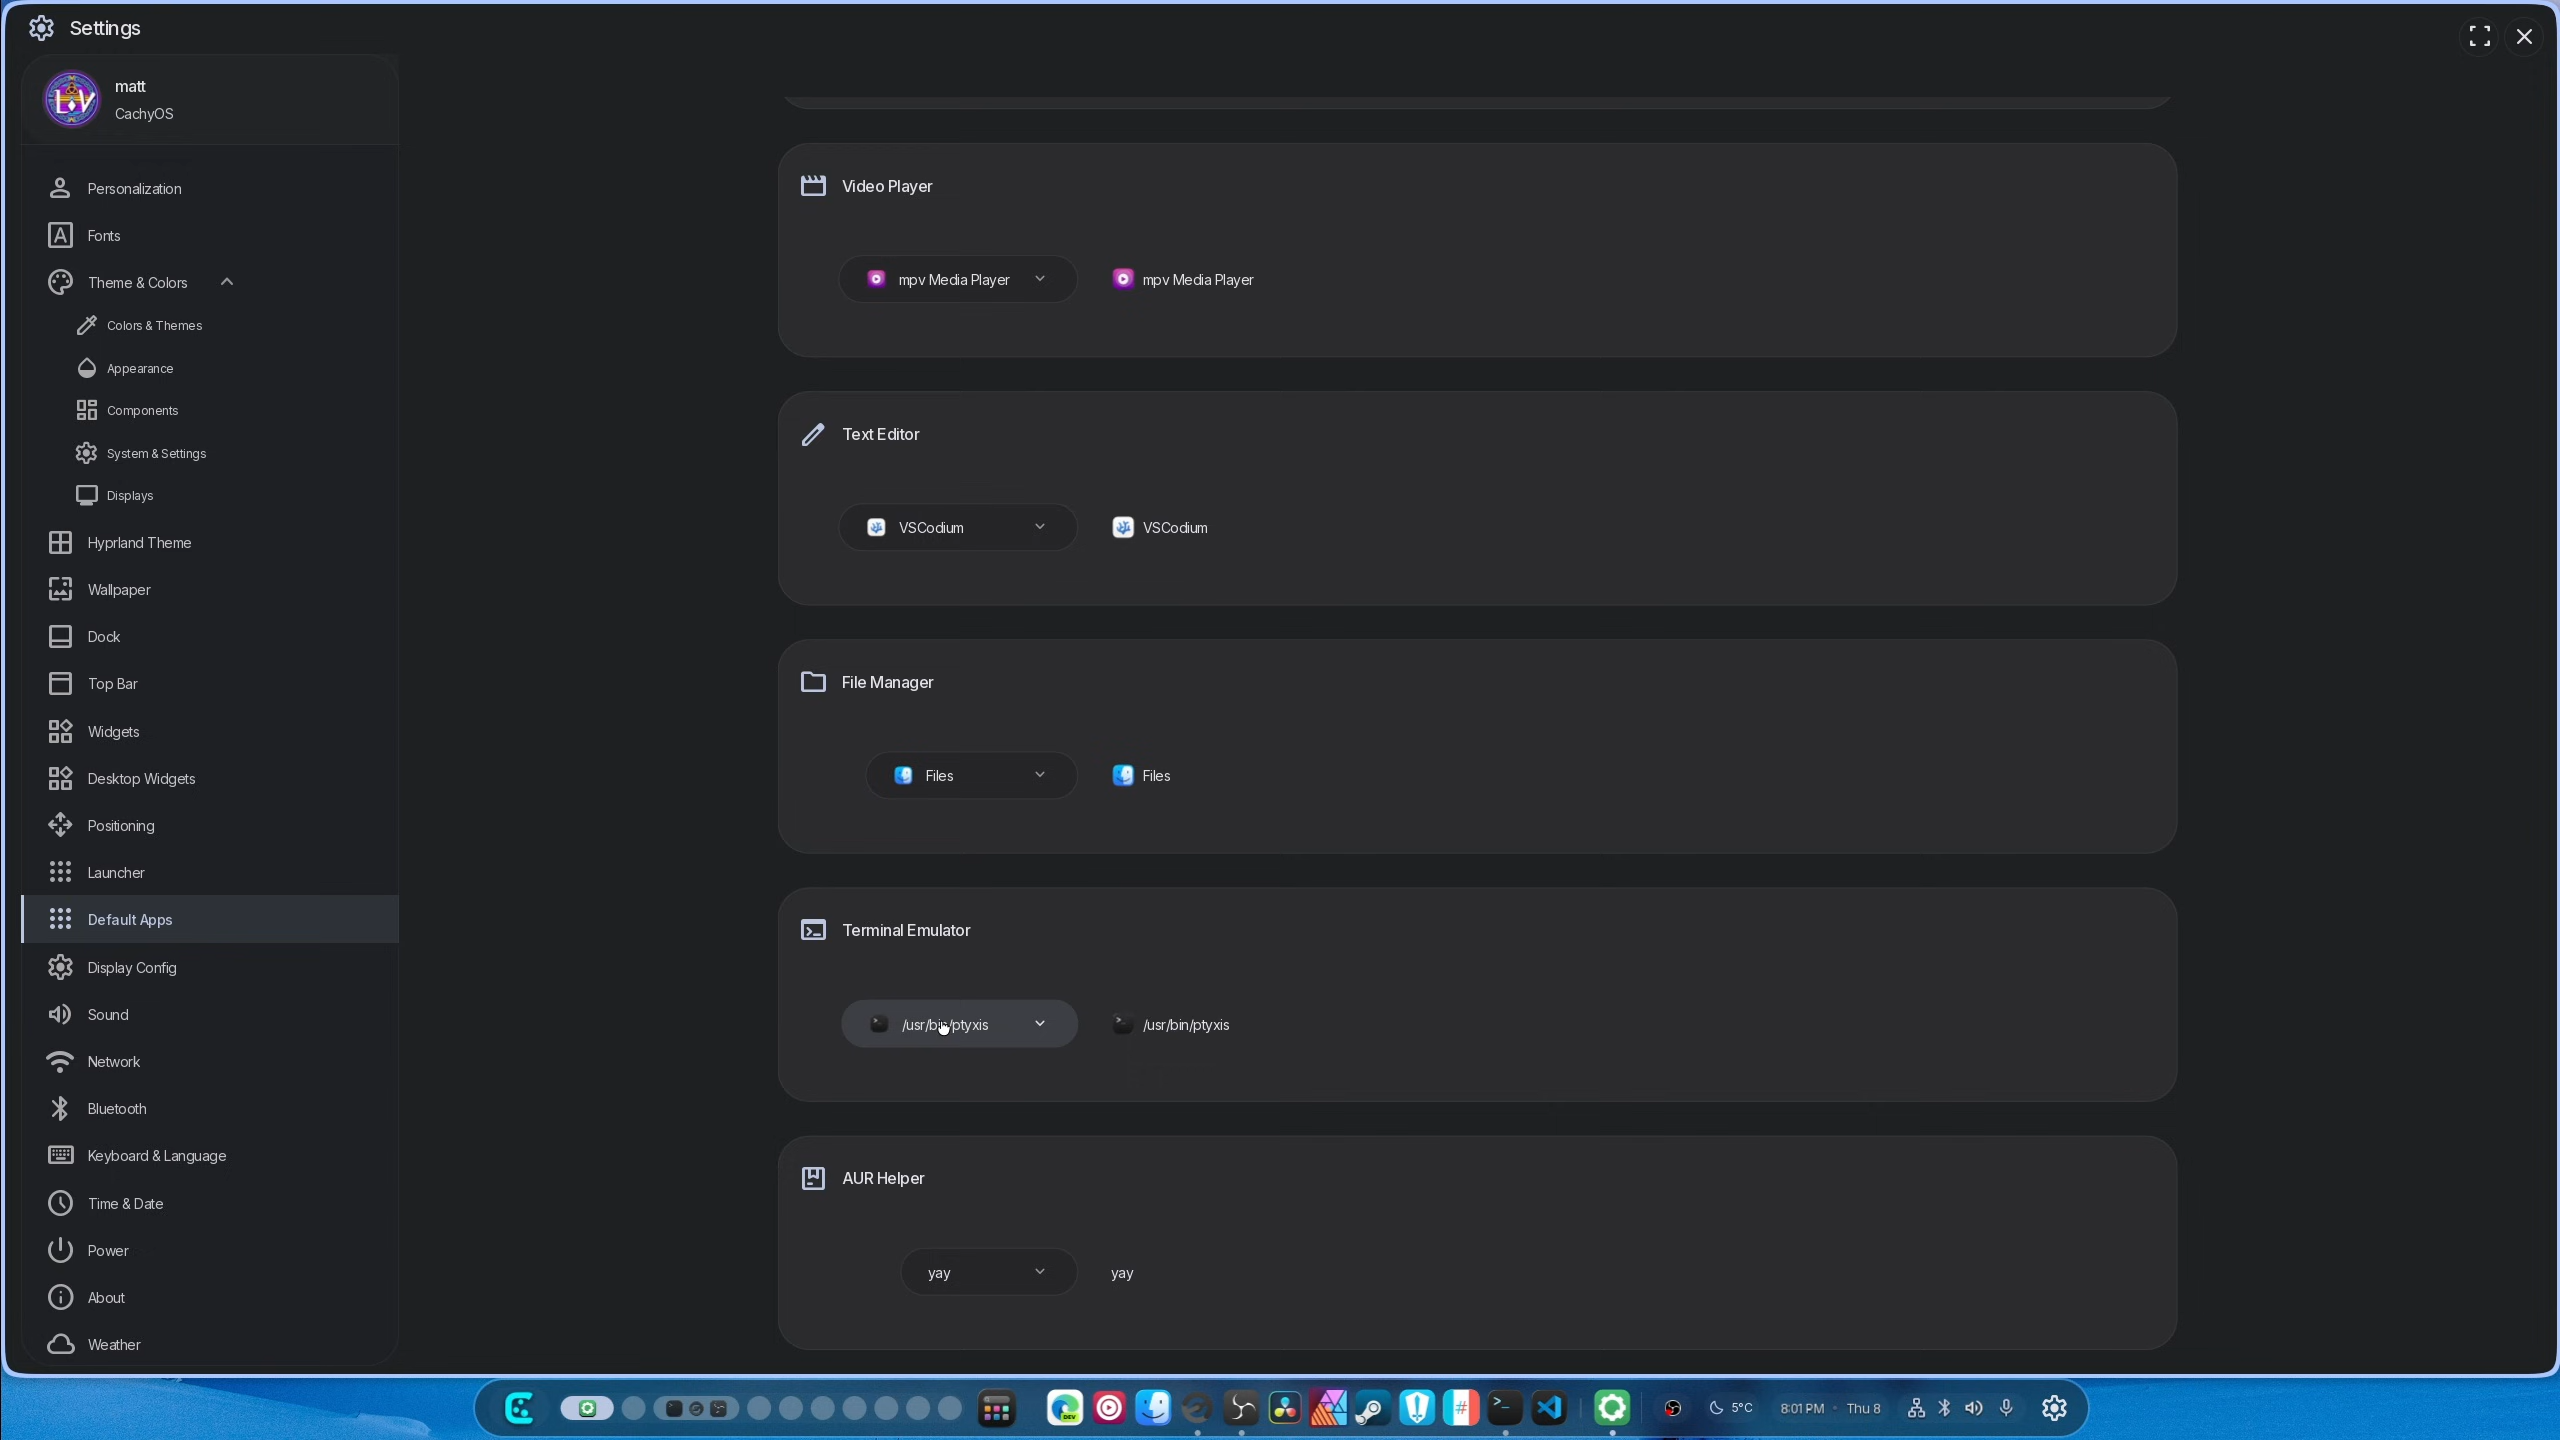 Settings
matt
CachyOS
Personalization
Fonts
Theme & Colors
Colors & Themes
Appearance
Components
System & Settings
Displays
Hyprland Theme
Wallpaper
Dock
Top Bar
Widgets
Desktop Widgets
Positioning
Launcher
Default Apps
Display Config
Sound
Network
Bluetooth
Keyboard & Language
Time & Date
Power
About
Weather
Video Player
mpv Media Player
mpv Media Player
Text Editor
VSCodium
VSCodium
File Manager
Files
Files
Terminal Emulator
/usr/bin/ptyxis
/usr/bin/ptyxis
AUR Helper
yay
yay
DEV
5°C
8:01 PM
Thu 8